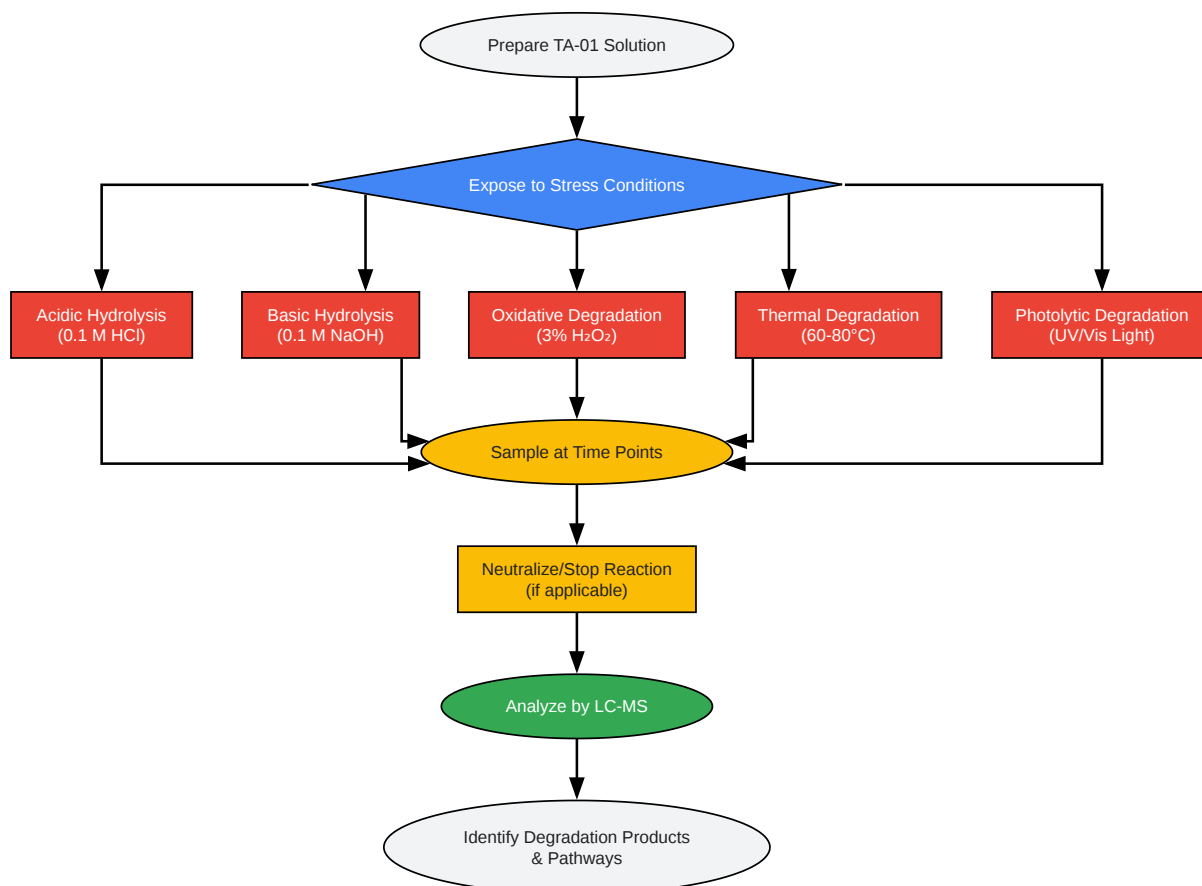 Prepare TA-01 Solution
Expose to Stress Conditions
Acidic Hydrolysis
(0.1 M HCl)
Basic Hydrolysis
(0.1 M NaOH)
Oxidative Degradation
(3% H₂O₂)
Thermal Degradation
(60-80°C)
Photolytic Degradation
(UV/Vis Light)
Sample at Time Points
Neutralize/Stop Reaction
(if applicable)
Analyze by LC-MS
Identify Degradation Products
& Pathways